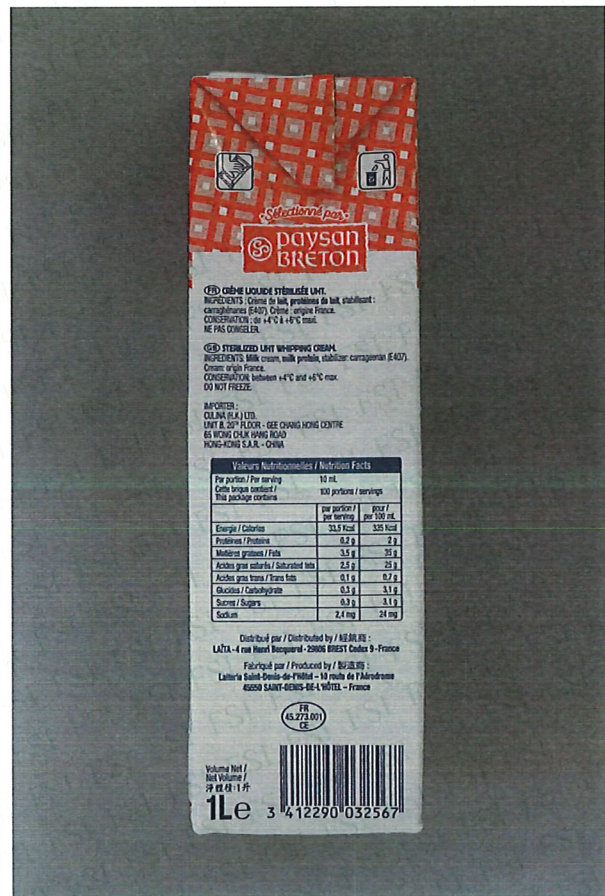 Sélectionné par
paysan
BRETON
FR CRÈME LIQUIDE STÉRILISÉE UHT.
INGRÉDIENTS : Crème de lait, protéines de lait, stabilisant :
carraghénanes (E407). Crème : origine France.
CONSERVATION : de +4°C à +6°C maxi.
NE PAS CONGELER.
GB STERILIZED UHT WHIPPING CREAM.
INGREDIENTS: Milk cream, milk protein, stabilizer: carrageenan (E407).
Cream: origin France.
CONSERVATION: between +4°C and +6°C max.
DO NOT FREEZE.
IMPORTER :
CULINA (H.K.) LTD.
UNIT B, 20TH FLOOR - GEE CHANG HONG CENTRE
65 WONG CHUK HANG ROAD
HONG-KONG S.A.R. - CHINA
Valeurs Nutritionnelles / Nutrition Facts
Par portion / Per serving 10 mL
Cette brique contient / This package contains 100 portions / servings
par portion / per serving pour / per 100 mL
Energie / Calories 33,5 Kcal 335 Kcal
Protéines / Proteins 0,2 g 2 g
Matières grasses / Fats 3,5 g 35 g
Acides gras saturés / Saturated fats 2,5 g 25 g
Acides gras trans / Trans fats 0,1 g 0,7 g
Glucides / Carbohydrate 0,3 g 3,1 g
Sucres / Sugars 0,3 g 3,1 g
Sodium 2,4 mg 24 mg
Distribué par / Distributed by / 經銷商 :
LAÏTA - 4 rue Henri Becquerel - 29806 BREST Cedex 9 - France
Fabriqué par / Produced by / 製造商 :
Laiterie Saint-Denis-de-l'Hôtel – 10 route de l'Aérodrome
45550 SAINT-DENIS-DE-L'HÔTEL – France
FR
45.273.001
CE
Volume Net /
Net Volume /
淨體積:1升
1L e
3 412290 032567